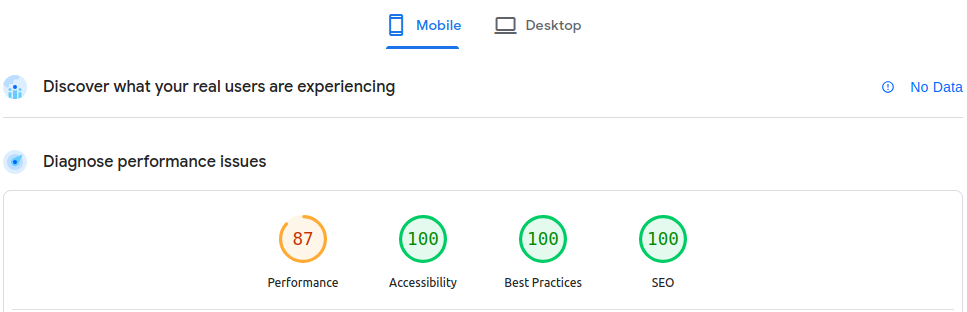 Mobile Desktop
Discover what your real users are experiencing No Data
Diagnose performance issues
87 100 100 100
Performance Accessibility Best Practices SEO